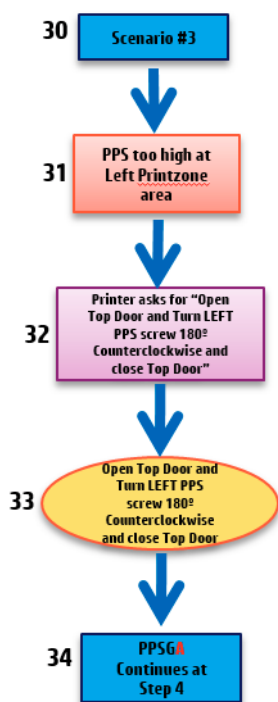 30
Scenario #3
31
PPS too high at
Left Printzone
area
32
Printer asks for “Open
Top Door and Turn LEFT
PPS screw 180º
Counterclockwise and
close Top Door”
33
Open Top Door and
Turn LEFT PPS
screw 180º
Counterclockwise
and close Top Door
34
PPSGA
Continues at
Step 4